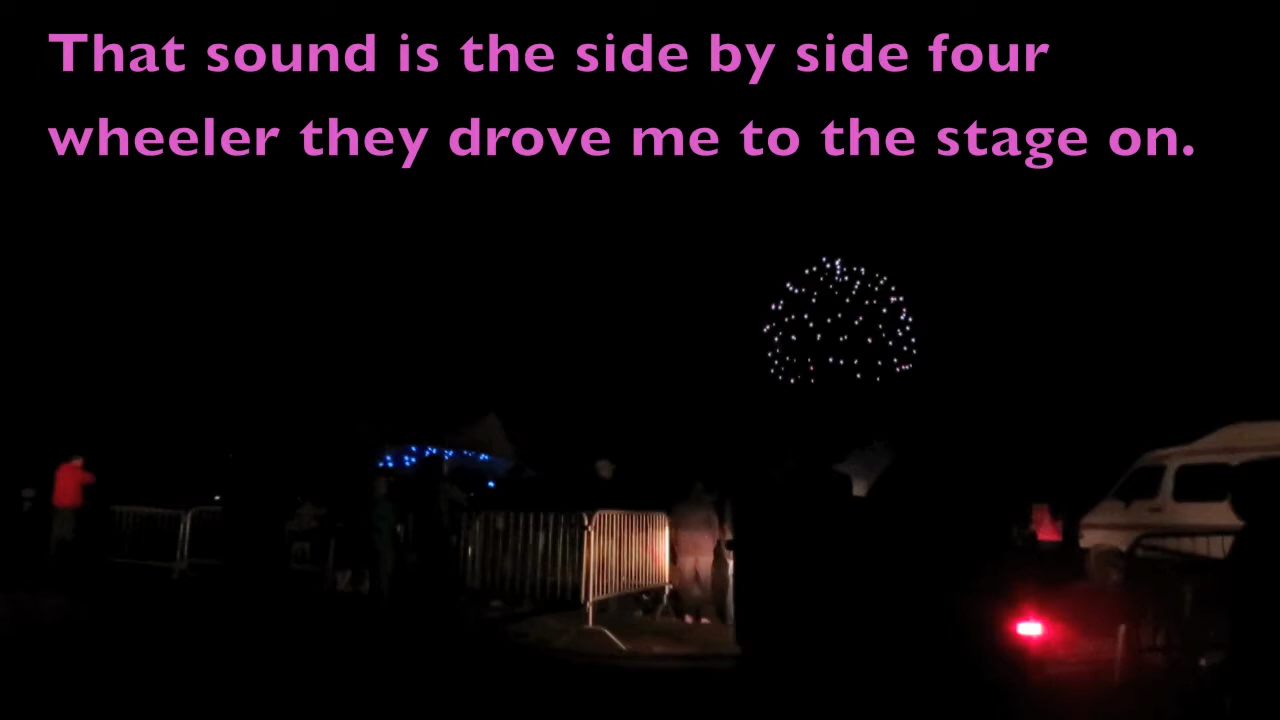 That sound is the side by side four
wheeler they drove me to the stage on.